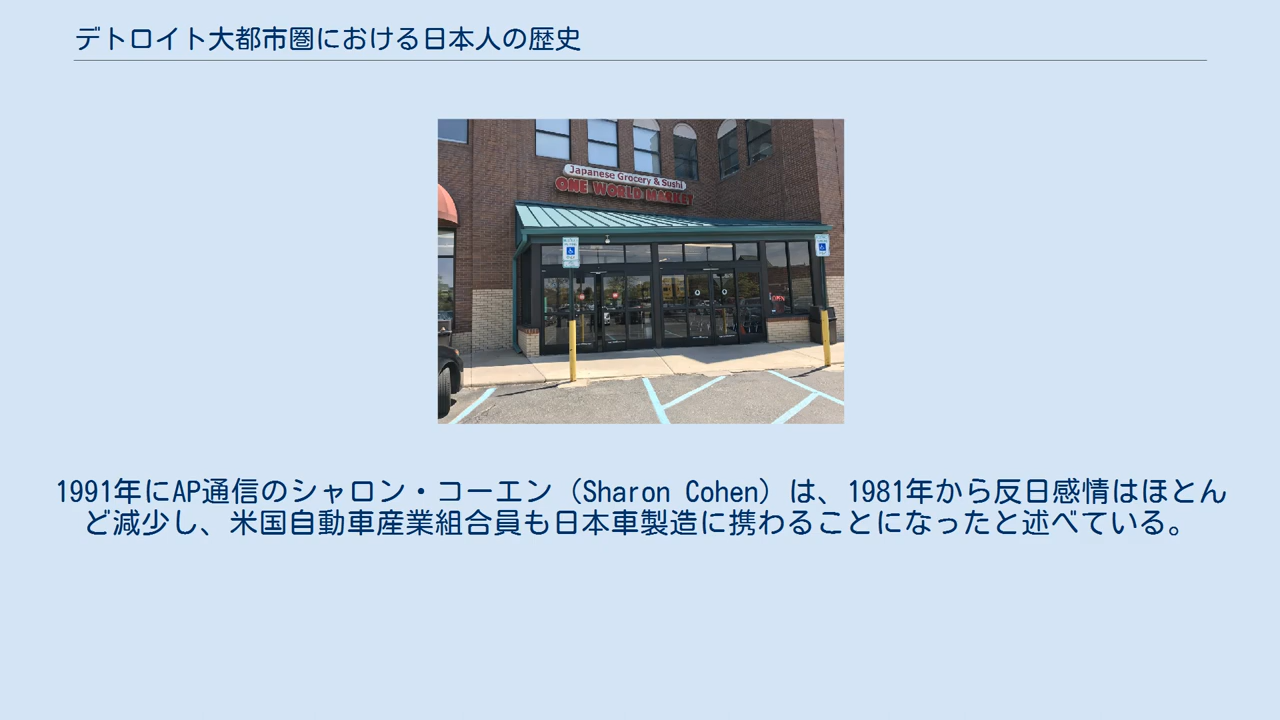 デトロイト大都市圏における日本人の歴史
Japanese Grocery & Sushi
ONE WORLD MARKET
OPEN
1991年にAP通信のシャロン・コーエン（Sharon Cohen）は、1981年から反日感情はほとん
ど減少し、米国自動車産業組合員も日本車製造に携わることになったと述べている。